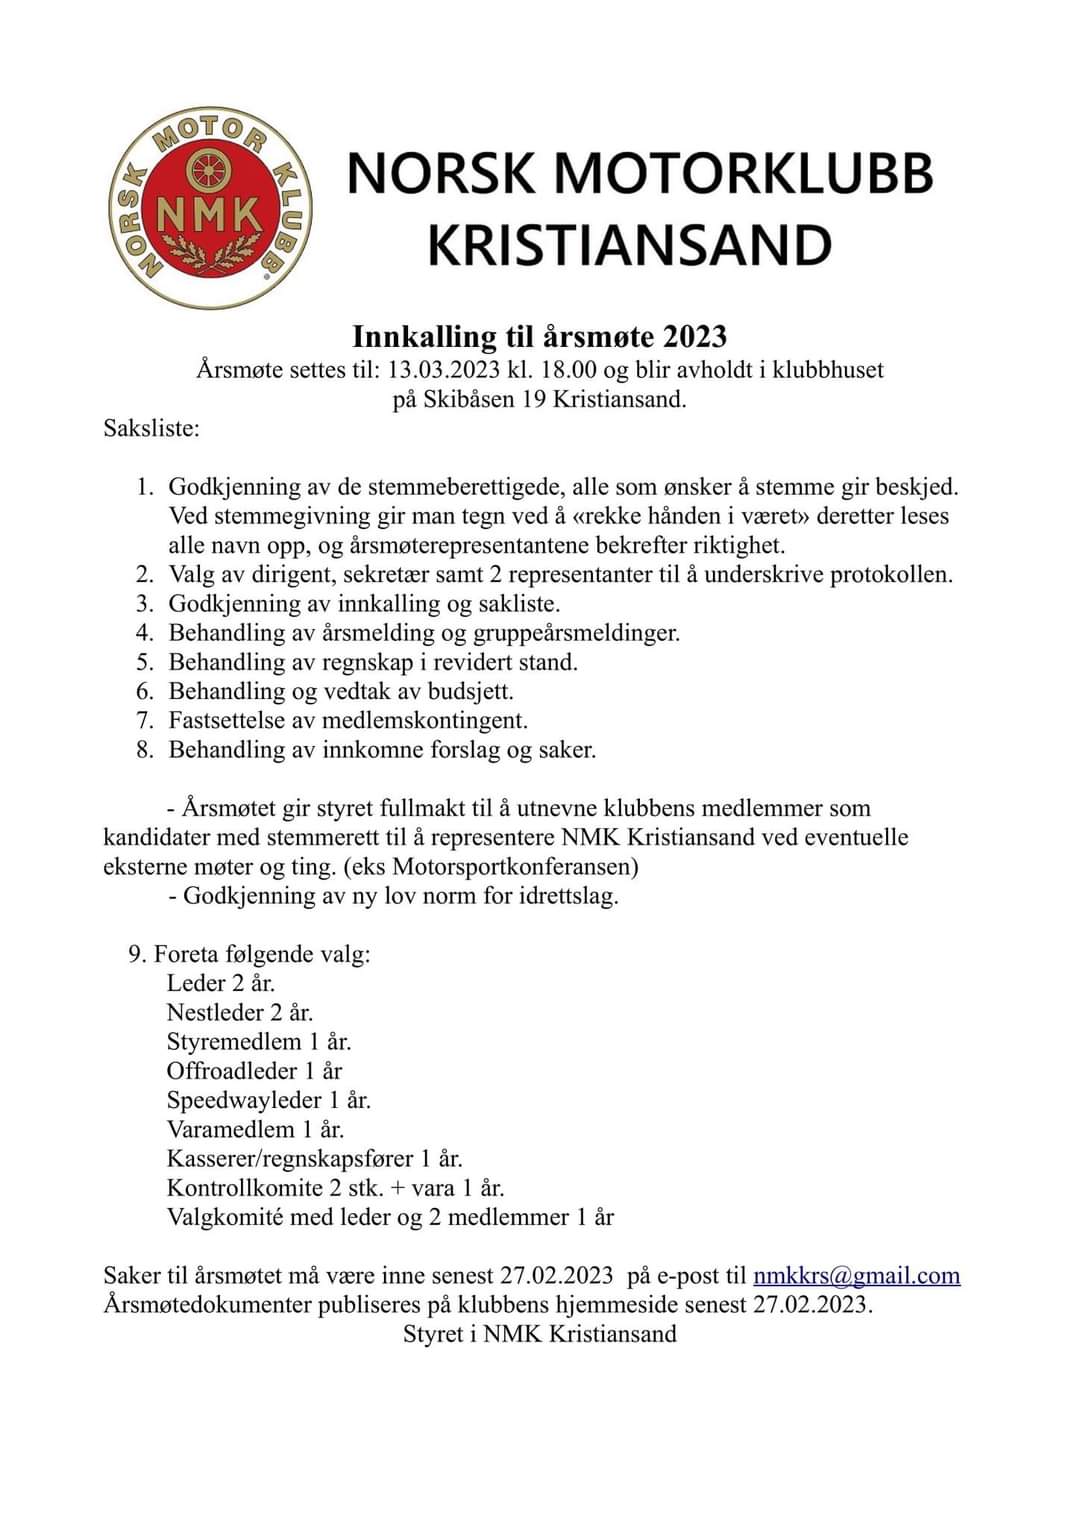 NORSK MOTOR KLUBB
NMK
NORSK MOTORKLUBB
KRISTIANSAND
Innkalling til årsmøte 2023
Årsmøte settes til: 13.03.2023 kl. 18.00 og blir avholdt i klubbhuset
på Skibåsen 19 Kristiansand.
Saksliste:
1. Godkjenning av de stemmeberettigede, alle som ønsker å stemme gir beskjed.
Ved stemmegivning gir man tegn ved å «rekke hånden i været» deretter leses
alle navn opp, og årsmøterepresentantene bekrefter riktighet.
2. Valg av dirigent, sekretær samt 2 representanter til å underskrive protokollen.
3. Godkjenning av innkalling og sakliste.
4. Behandling av årsmelding og gruppeårsmeldinger.
5. Behandling av regnskap i revidert stand.
6. Behandling og vedtak av budsjett.
7. Fastsettelse av medlemskontingent.
8. Behandling av innkomne forslag og saker.
- Årsmøtet gir styret fullmakt til å utnevne klubbens medlemmer som
kandidater med stemmerett til å representere NMK Kristiansand ved eventuelle
eksterne møter og ting. (eks Motorsportkonferansen)
- Godkjenning av ny lov norm for idrettslag.
9. Foreta følgende valg:
Leder 2 år.
Nestleder 2 år.
Styremedlem 1 år.
Offroadleder 1 år
Speedwayleder 1 år.
Varamedlem 1 år.
Kasserer/regnskapsfører 1 år.
Kontrollkomite 2 stk. + vara 1 år.
Valgkomité med leder og 2 medlemmer 1 år
Saker til årsmøtet må være inne senest 27.02.2023 på e-post til nmkkrs@gmail.com
Årsmøtedokumenter publiseres på klubbens hjemmeside senest 27.02.2023.
Styret i NMK Kristiansand